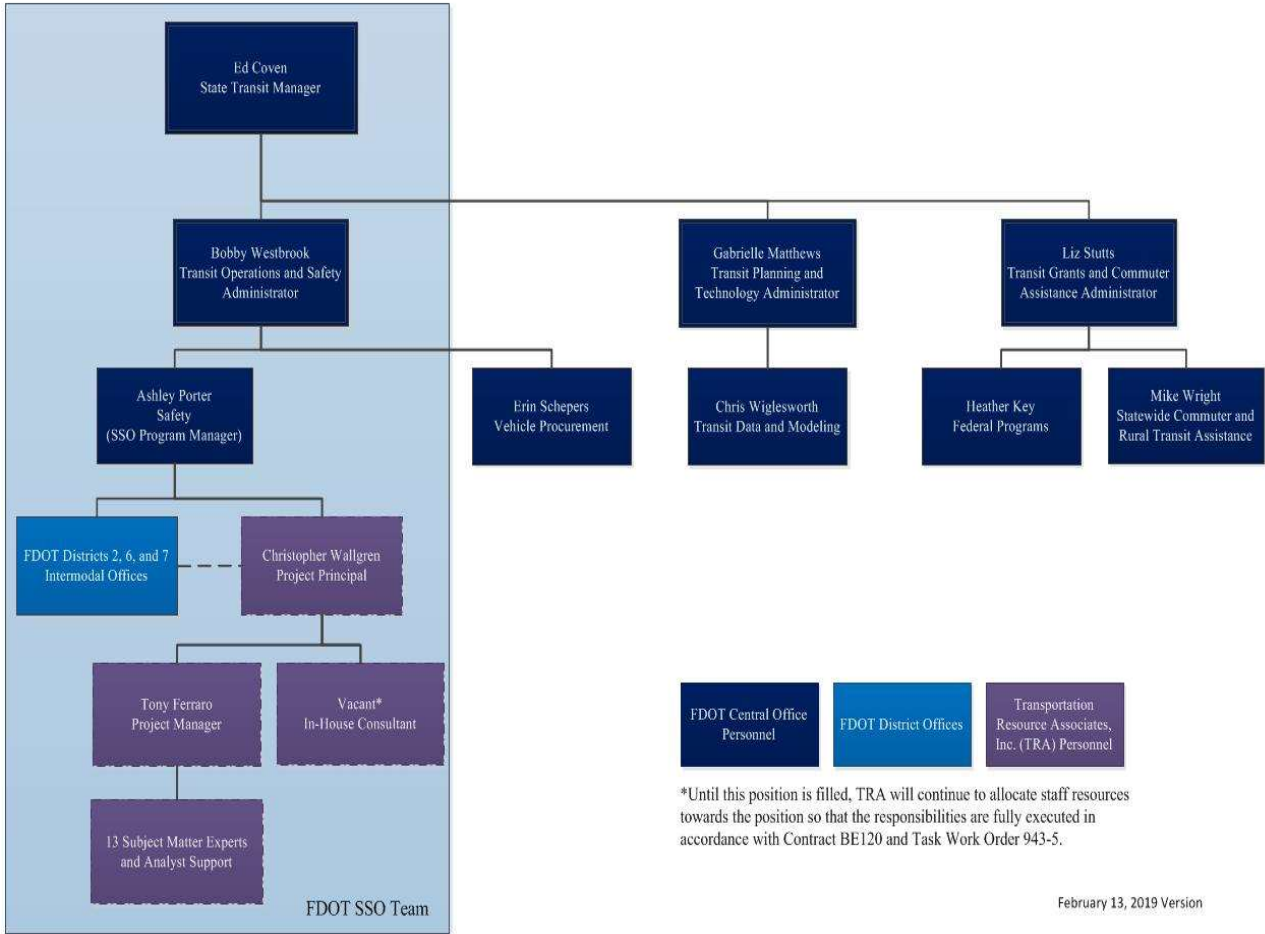 Ed Coven
State Transit Manager
Bobby Westbrook
Transit Operations and Safety
Administrator
Gabrielle Matthews
Transit Planning and
Technology Administrator
Liz Stutts
Transit Grants and Commuter
Assistance Administrator
Ashley Porter
Safety
(SSO Program Manager)
Erin Schepers
Vehicle Procurement
Chris Wiglesworth
Transit Data and Modeling
Heather Key
Federal Programs
Mike Wright
Statewide Commuter and
Rural Transit Assistance
FDOT Districts 2, 6, and 7
Intermodal Offices
Christopher Wallgren
Project Principal
Tony Ferraro
Project Manager
Vacant*
In-House Consultant
13 Subject Matter Experts
and Analyst Support
FDOT SSO Team
FDOT Central Office
Personnel
FDOT District Offices
Transportation
Resource Associates,
Inc. (TRA) Personnel
*Until this position is filled, TRA will continue to allocate staff resources
towards the position so that the responsibilities are fully executed in
accordance with Contract BE120 and Task Work Order 943-5.
February 13, 2019 Version